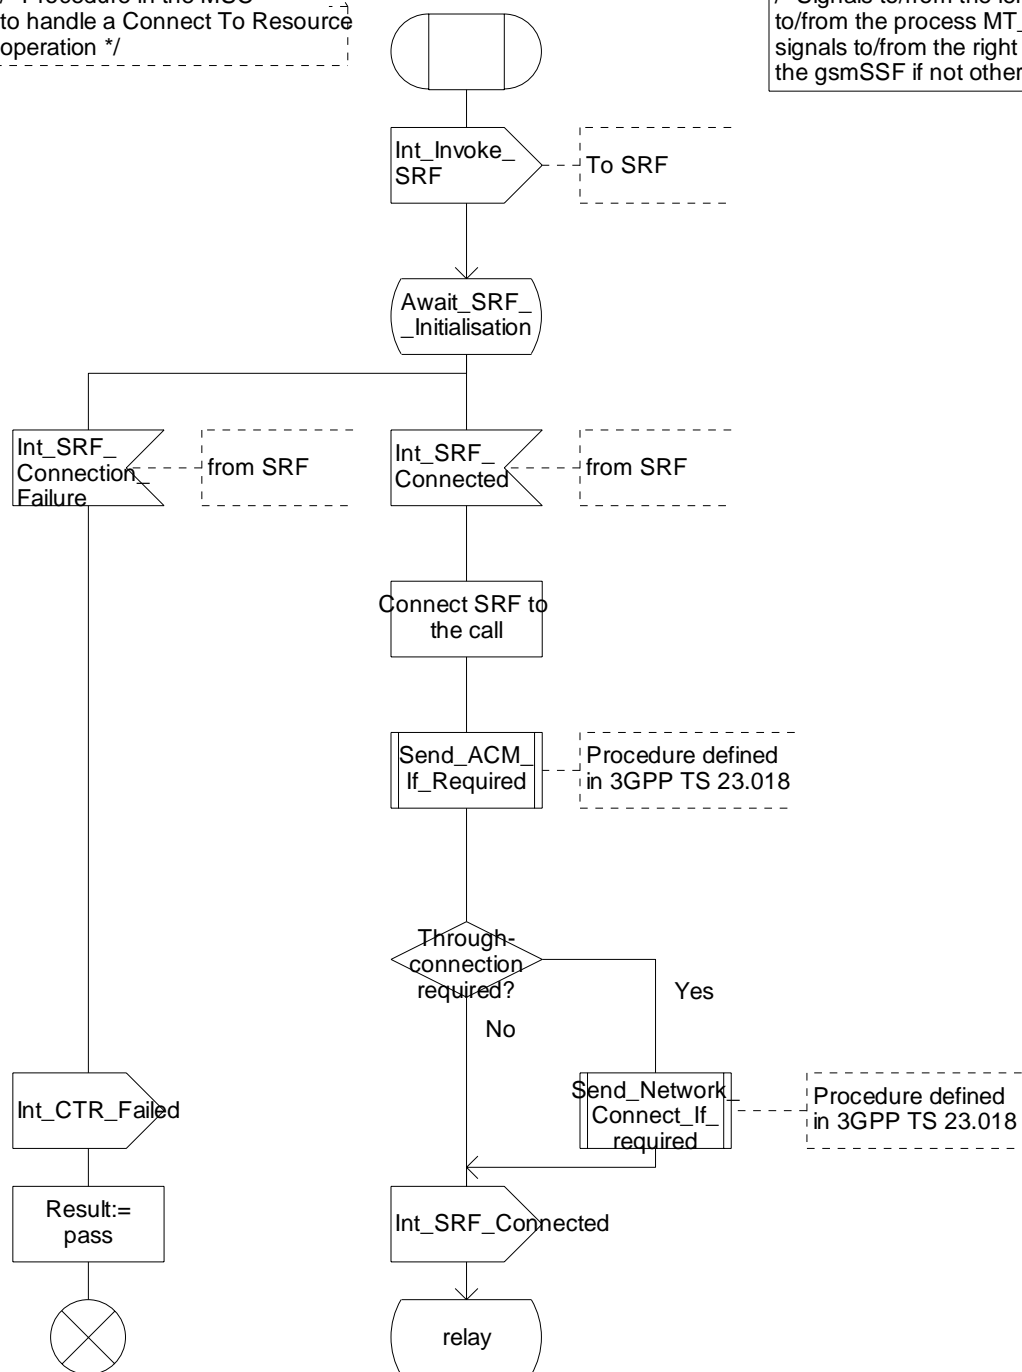 /* Procedure in the MSC
to handle a Connect To Resource
operation */
/* Signals to/from the
to/from the process MT_
signals to/from the right
the gsmSSF if not
Int_Invoke_
SRF
To SRF
Await_SRF_
_Initialisation
Int_SRF_
Connection_
Failure
from SRF
Int_SRF_
Connected
from SRF
Connect SRF to
the call
Send_ACM_
If_Required
Procedure defined
in 3GPP TS 23.018
Through-
connection
required?
Yes
No
Int_CTR_Failed
Send_Network_
Connect_If_
required
Procedure defined
in 3GPP TS 23.018
Result:=
pass
Int_SRF_Connected
relay